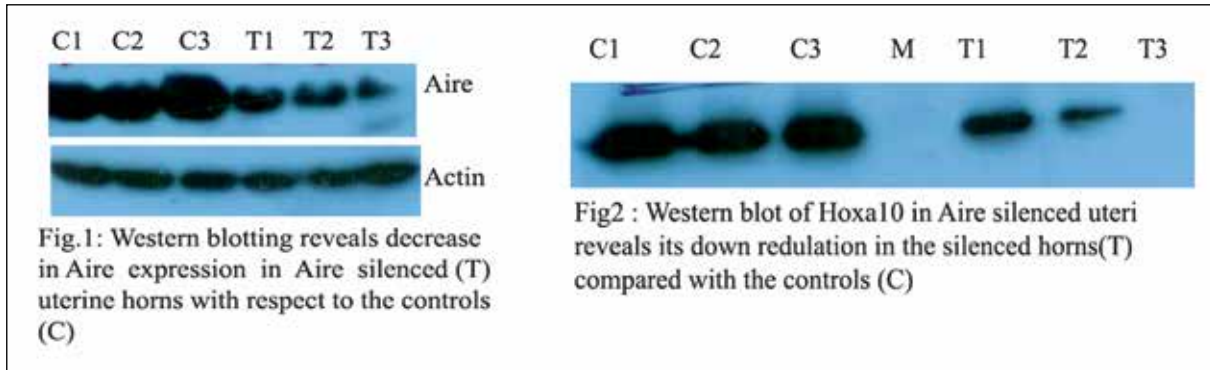 C1 C2 C3 T1 T2 T3
Aire
Actin
Fig.1: Western blotting reveals decrease
in Aire expression in Aire silenced (T)
uterine horns with respect to the controls
(C)
C1 C2 C3 M T1 T2 T3
Fig2 : Western blot of Hoxa10 in Aire silenced uteri
reveals its down redulation in the silenced horns(T)
compared with the controls (C)